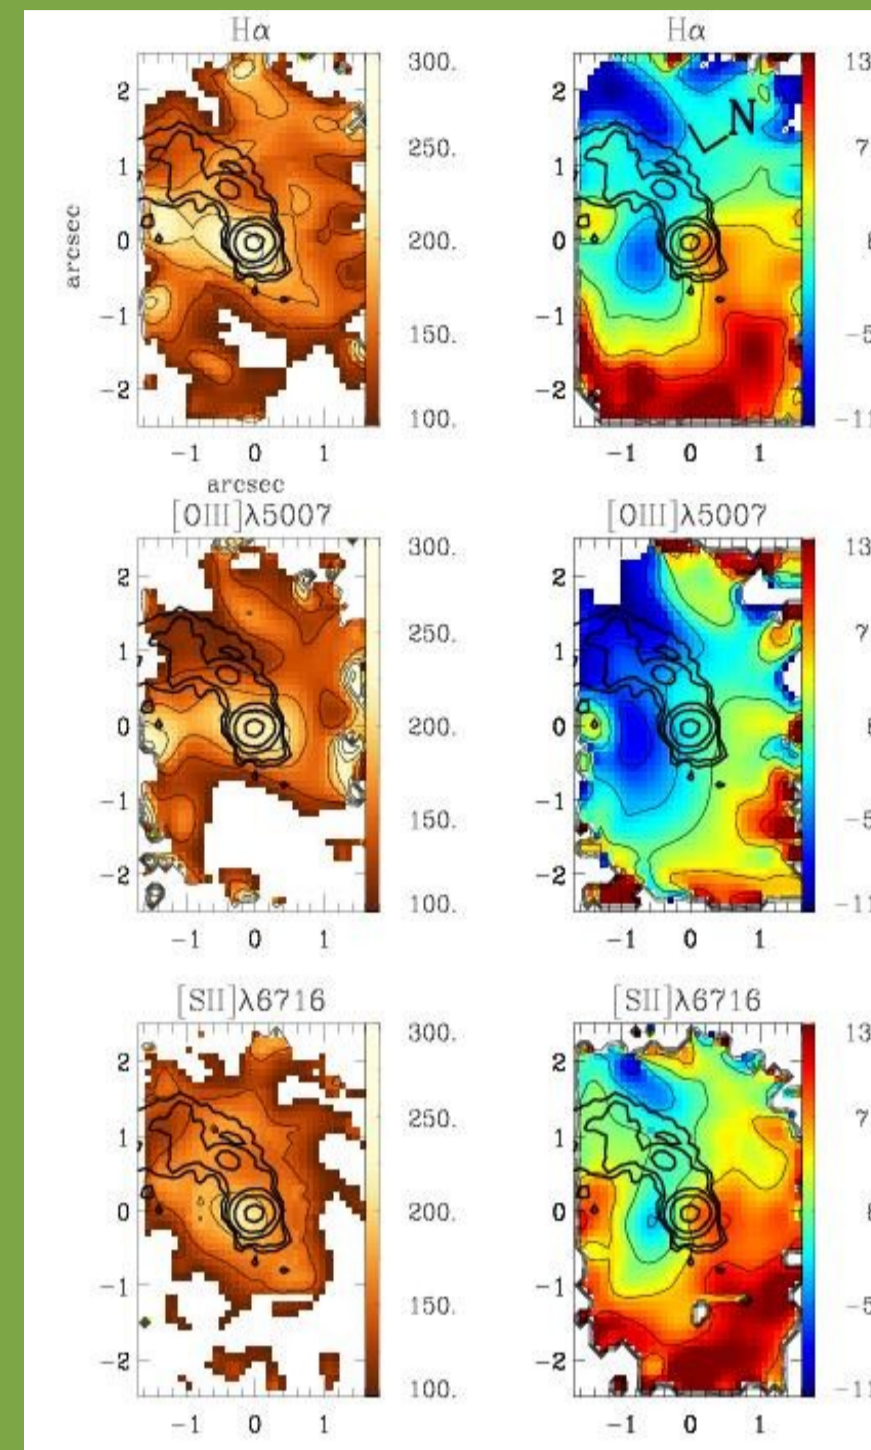 Hα Hα
300. 13
2 2
250. 7
N
1 1
arcsec 0 200. 0 8
-1 150. -1 -5
-2 100. -2 -11
-1 0 1 -1 0 1
arcsec
[OIII]λ5007 [OIII]λ5007
300. 13
2 2
250. 7
1 1
0 200. 0 8
-1 150. -1 -5
-2 100. -2 -11
-1 0 1 -1 0 1
[SII]λ6716 [SII]λ6716
300. 13
2 2
250. 7
1 1
0 200. 0 8
-1 150. -1 -5
-2 100. -2 -11
-1 0 1 -1 0 1